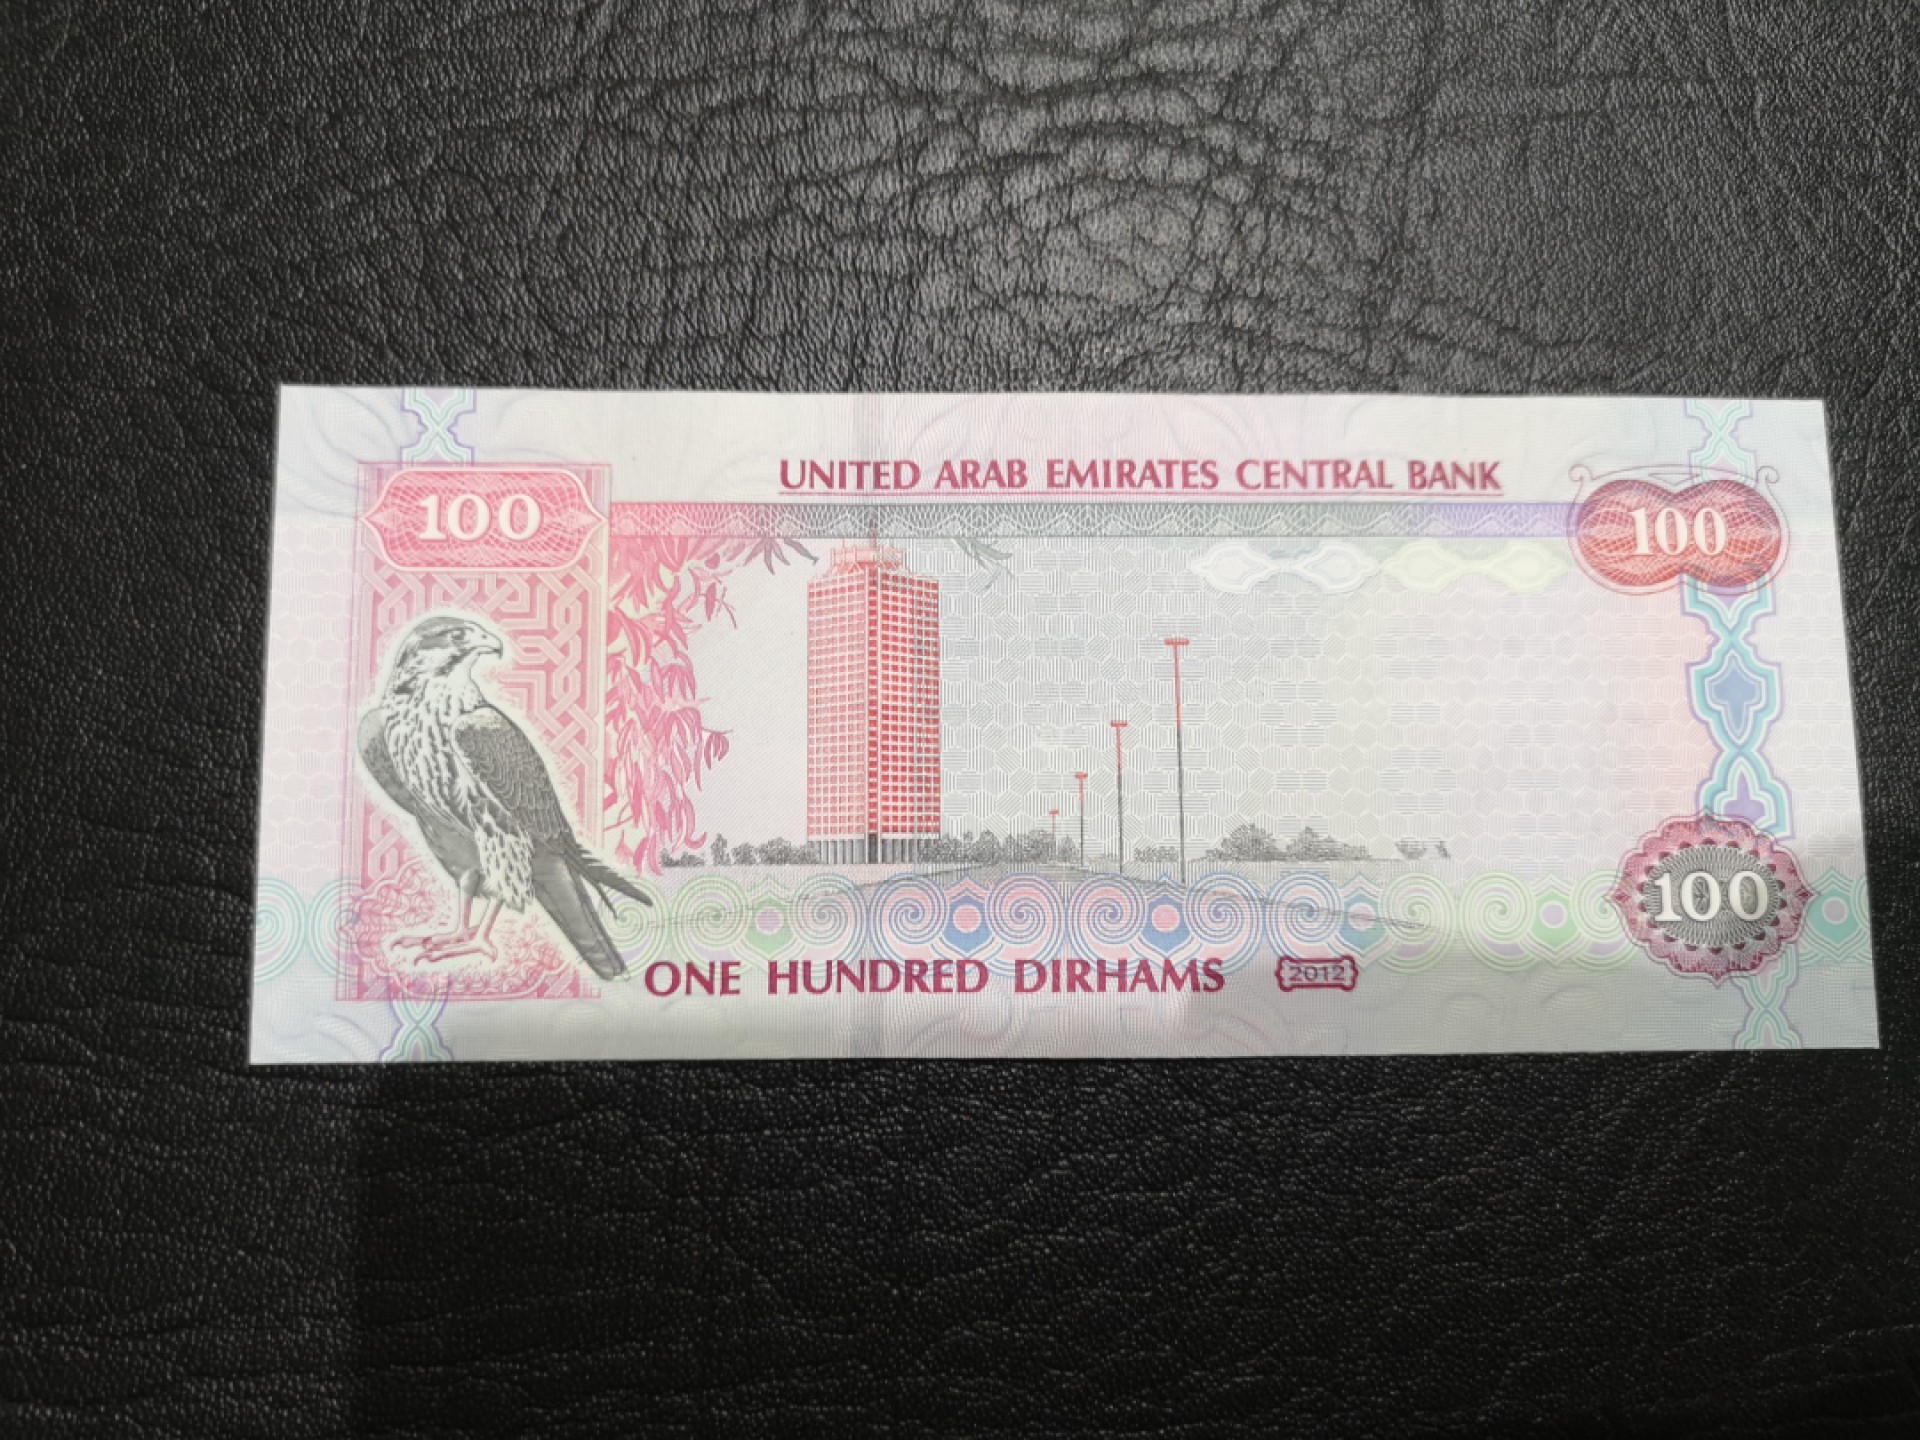 UNITED ARAB EMIRATES CENTRAL BANK
100
100
100
ONE HUNDRED DIRHAMS 2012